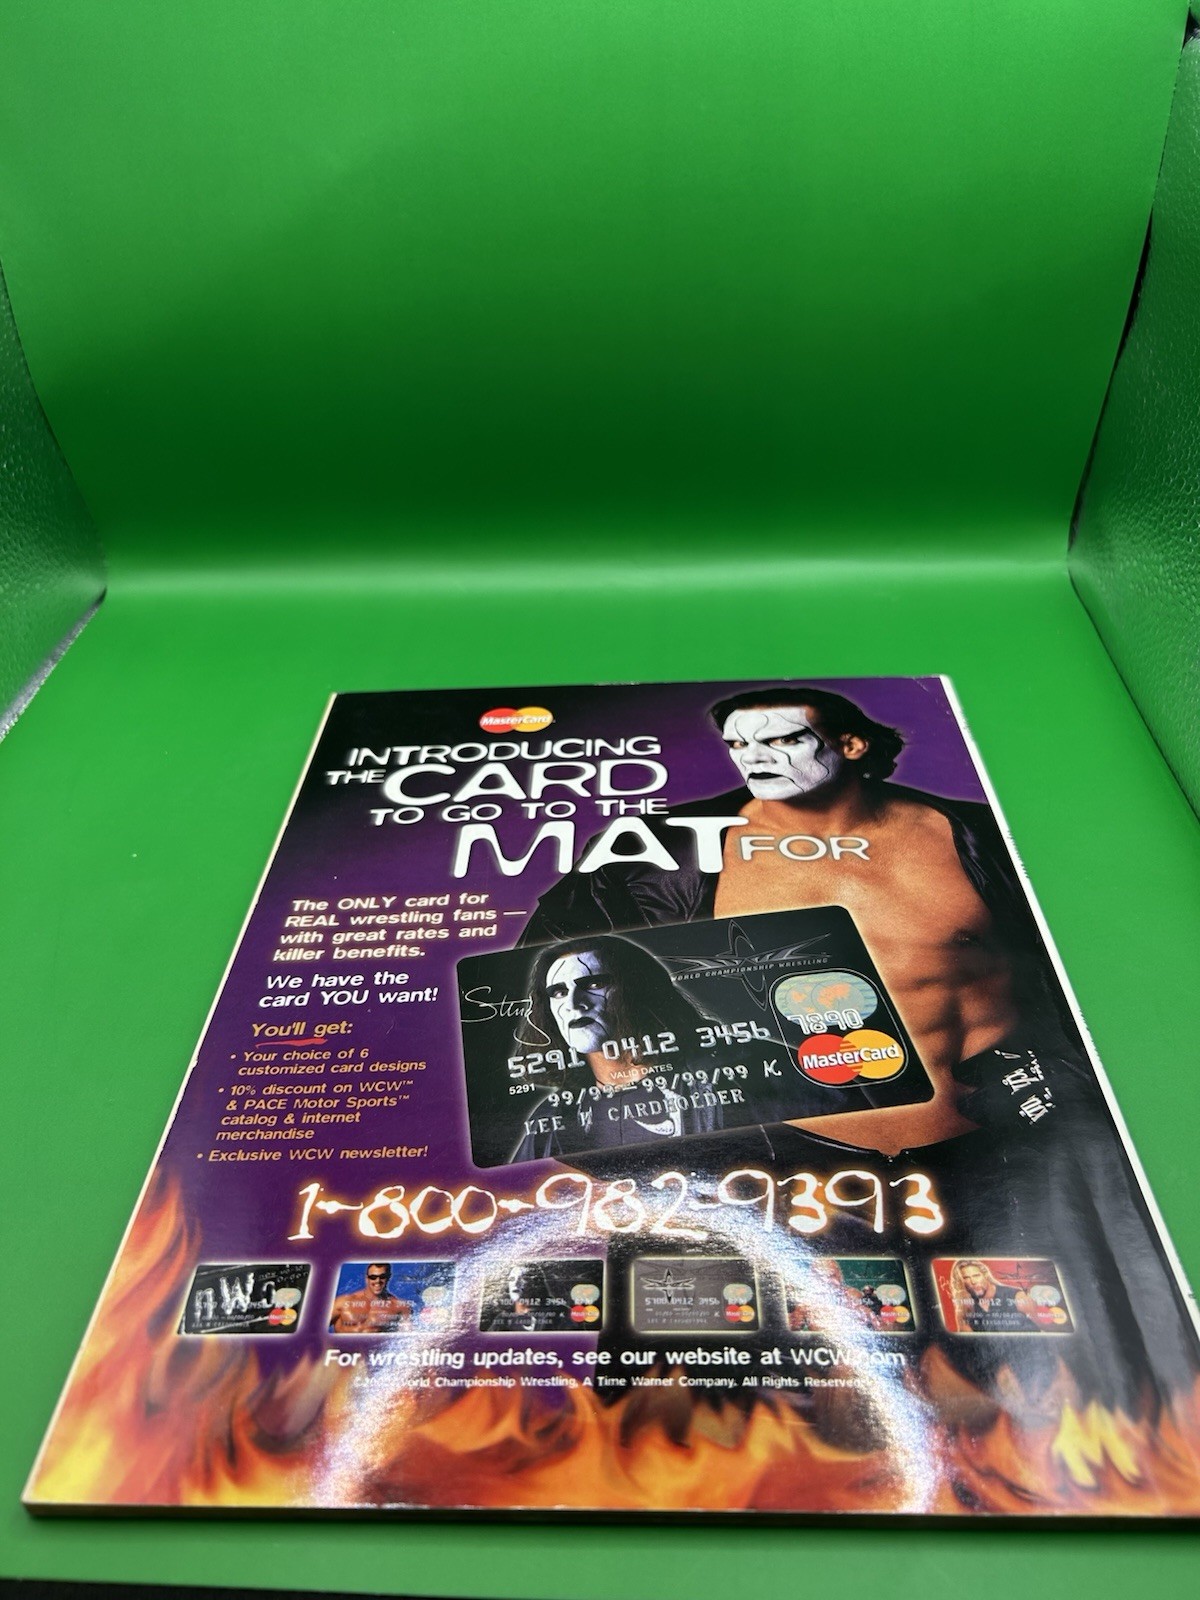 MasterCard
INTRODUCING
THE CARD
TO GO TO THE
MAT FOR
The ONLY card for
REAL wrestling fans —
with great rates and
killer benefits.
We have the
card YOU want!
You'll get:
• Your choice of 6
customized card designs
• 10% discount on WCW™
& PACE Motor Sports™
catalog & internet
merchandise
• Exclusive WCW newsletter!
WORLD CHAMPIONSHIP WRESTLING
Sting
5291 0412 3456 7890
MasterCard
5291
VALID DATES
99/99 - 99/99/99 K
LEE M CARDHOLDER
1-800-982-9393
For wrestling updates, see our website at WCW.com
World Championship Wrestling, A Time Warner Company. All Rights Reserved